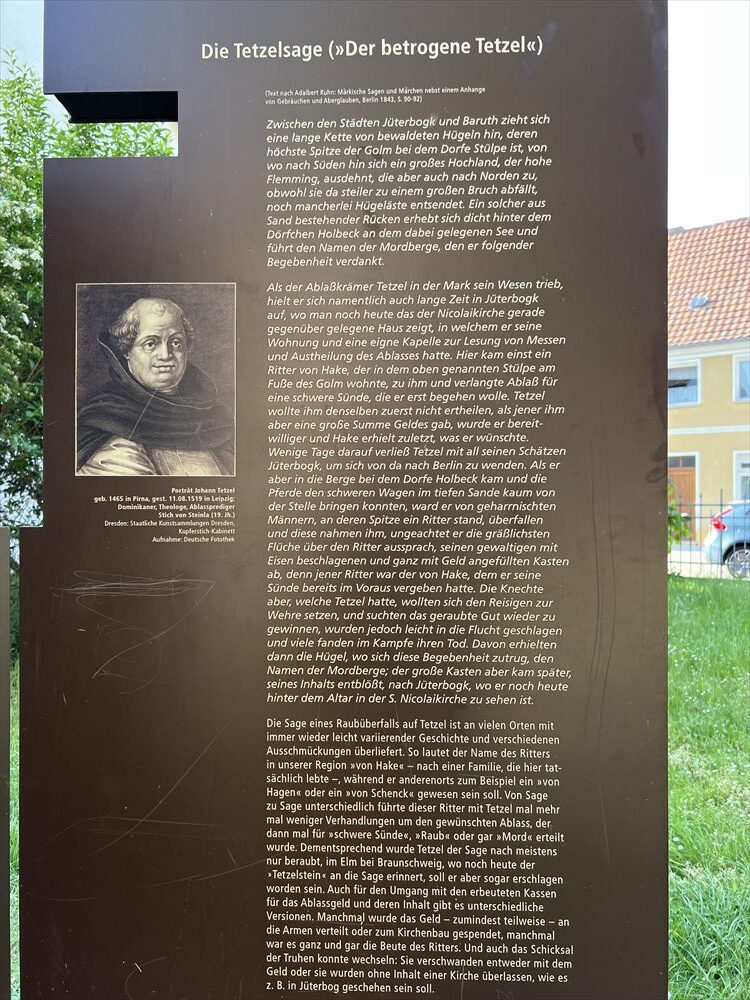 Die Tetzelsage (»Der betrogene Tetzel«)
(Text nach Adalbert Kuhn: Märkische Sagen und Märchen nebst einem Anhange
von Gebräuchen und Aberglauben, Berlin 1843, S. 90-92)
Zwischen den Städten Jüterbogk und Baruth zieht sich
eine lange Kette von bewaldeten Hügeln hin, deren
höchste Spitze der Golm bei dem Dorfe Stülpe ist, von
wo nach Süden hin sich ein großes Hochland, der hohe
Flemming, ausdehnt, die aber auch nach Norden zu,
obwohl sie da steiler zu einem großen Bruch abfällt,
noch mancherlei Hügeläste entsendet. Ein solcher aus
Sand bestehender Rücken erhebt sich dicht hinter dem
Dörfchen Holbeck an dem dabei gelegenen See und
führt den Namen der Mordberge, den er folgender
Begebenheit verdankt.
Als der Ablaßkrämer Tetzel in der Mark sein Wesen trieb,
hielt er sich namentlich auch lange Zeit in Jüterbogk
auf, wo man noch heute das der Nicolaikirche gerade
gegenüber gelegene Haus zeigt, in welchem er seine
Wohnung und eine eigne Kapelle zur Lesung von Messen
und Austheilung des Ablasses hatte. Hier kam einst ein
Ritter von Hake, der in dem oben genannten Stülpe am
Fuße des Golm wohnte, zu ihm und verlangte Ablaß für
eine schwere Sünde, die er erst begehen wolle. Tetzel
wollte ihm denselben zuerst nicht ertheilen, als jener ihm
aber eine große Summe Geldes gab, wurde er bereit-
williger und Hake erhielt zuletzt, was er wünschte.
Wenige Tage darauf verließ Tetzel mit all seinen Schätzen
Jüterbogk, um sich von da nach Berlin zu wenden. Als er
aber in die Berge bei dem Dorfe Holbeck kam und die
Pferde den schweren Wagen im tiefen Sande kaum von
der Stelle bringen konnten, ward er von geharrnischten
Männern, an deren Spitze ein Ritter stand, überfallen
und diese nahmen ihm, ungeachtet er die gräßlichsten
Flüche über den Ritter aussprach, seinen gewaltigen mit
Eisen beschlagenen und ganz mit Geld angefüllten Kasten
ab, denn jener Ritter war der von Hake, dem er seine
Sünde bereits im Voraus vergeben hatte. Die Knechte
aber, welche Tetzel hatte, wollten sich den Reisigen zur
Wehre setzen, und suchten das geraubte Gut wieder zu
gewinnen, wurden jedoch leicht in die Flucht geschlagen
und viele fanden im Kampfe ihren Tod. Davon erhielten
dann die Hügel, wo sich diese Begebenheit zutrug, den
Namen der Mordberge; der große Kasten aber kam später,
seines Inhalts entblößt, nach Jüterbogk, wo er noch heute
hinter dem Altar in der S. Nicolaikirche zu sehen ist.
Porträt Johann Tetzel
geb. 1465 in Pirna, gest. 11.08.1519 in Leipzig;
Dominikaner, Theologe, Ablassprediger
Stich von Steinla (19. Jh.)
Dresden: Staatliche Kunstsammlungen Dresden,
Kupferstich-Kabinett
Aufnahme: Deutsche Fotothek
Die Sage eines Raubüberfalls auf Tetzel ist an vielen Orten mit
immer wieder leicht variierender Geschichte und verschiedenen
Ausschmückungen überliefert. So lautet der Name des Ritters
in unserer Region »von Hake« – nach einer Familie, die hier tat-
sächlich lebte –, während er anderenorts zum Beispiel ein »von
Hagen« oder ein »von Schenck« gewesen sein soll. Von Sage
zu Sage unterschiedlich führte dieser Ritter mit Tetzel mal mehr
mal weniger Verhandlungen um den gewünschten Ablass, der
dann mal für »schwere Sünde«, »Raub« oder gar »Mord« erteilt
wurde. Dementsprechend wurde Tetzel der Sage nach meistens
nur beraubt, im Elm bei Braunschweig, wo noch heute der
»Tetzelstein« an die Sage erinnert, soll er aber sogar erschlagen
worden sein. Auch für den Umgang mit den erbeuteten Kassen
für das Ablassgeld und deren Inhalt gibt es unterschiedliche
Versionen. Manchmal wurde das Geld – zumindest teilweise – an
die Armen verteilt oder zum Kirchenbau gespendet, manchmal
war es ganz und gar die Beute des Ritters. Und auch das Schicksal
der Truhen konnte wechseln: Sie verschwanden entweder mit dem
Geld oder sie wurden ohne Inhalt einer Kirche überlassen, wie es
z. B. in Jüterbog geschehen sein soll.